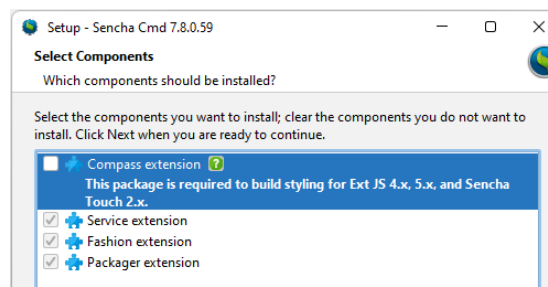 Setup - Sencha Cmd 7.8.0.59
Select Components
Which components should be installed?
Select the components you want to install; clear the components you do not want to
install. Click Next when you are ready to continue.
Compass extension ?
This package is required to build styling for Ext JS 4.x, 5.x, and Sencha
Touch 2.x.
Service extension
Fashion extension
Packager extension